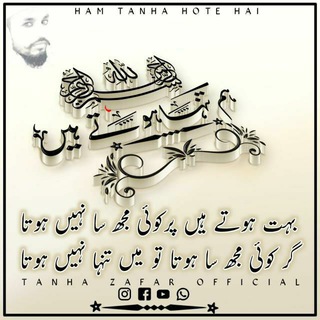 HAM TANHA HOTE HAI
ہم تنہا ہوتے ہیں
بہت ہوتے ہیں پر کوئی مجھ سا نہیں ہوتا
گر کوئی مجھ سا ہوتا تو میں تنہا نہیں ہوتا
TANHA ZAFAR OFFICIAL